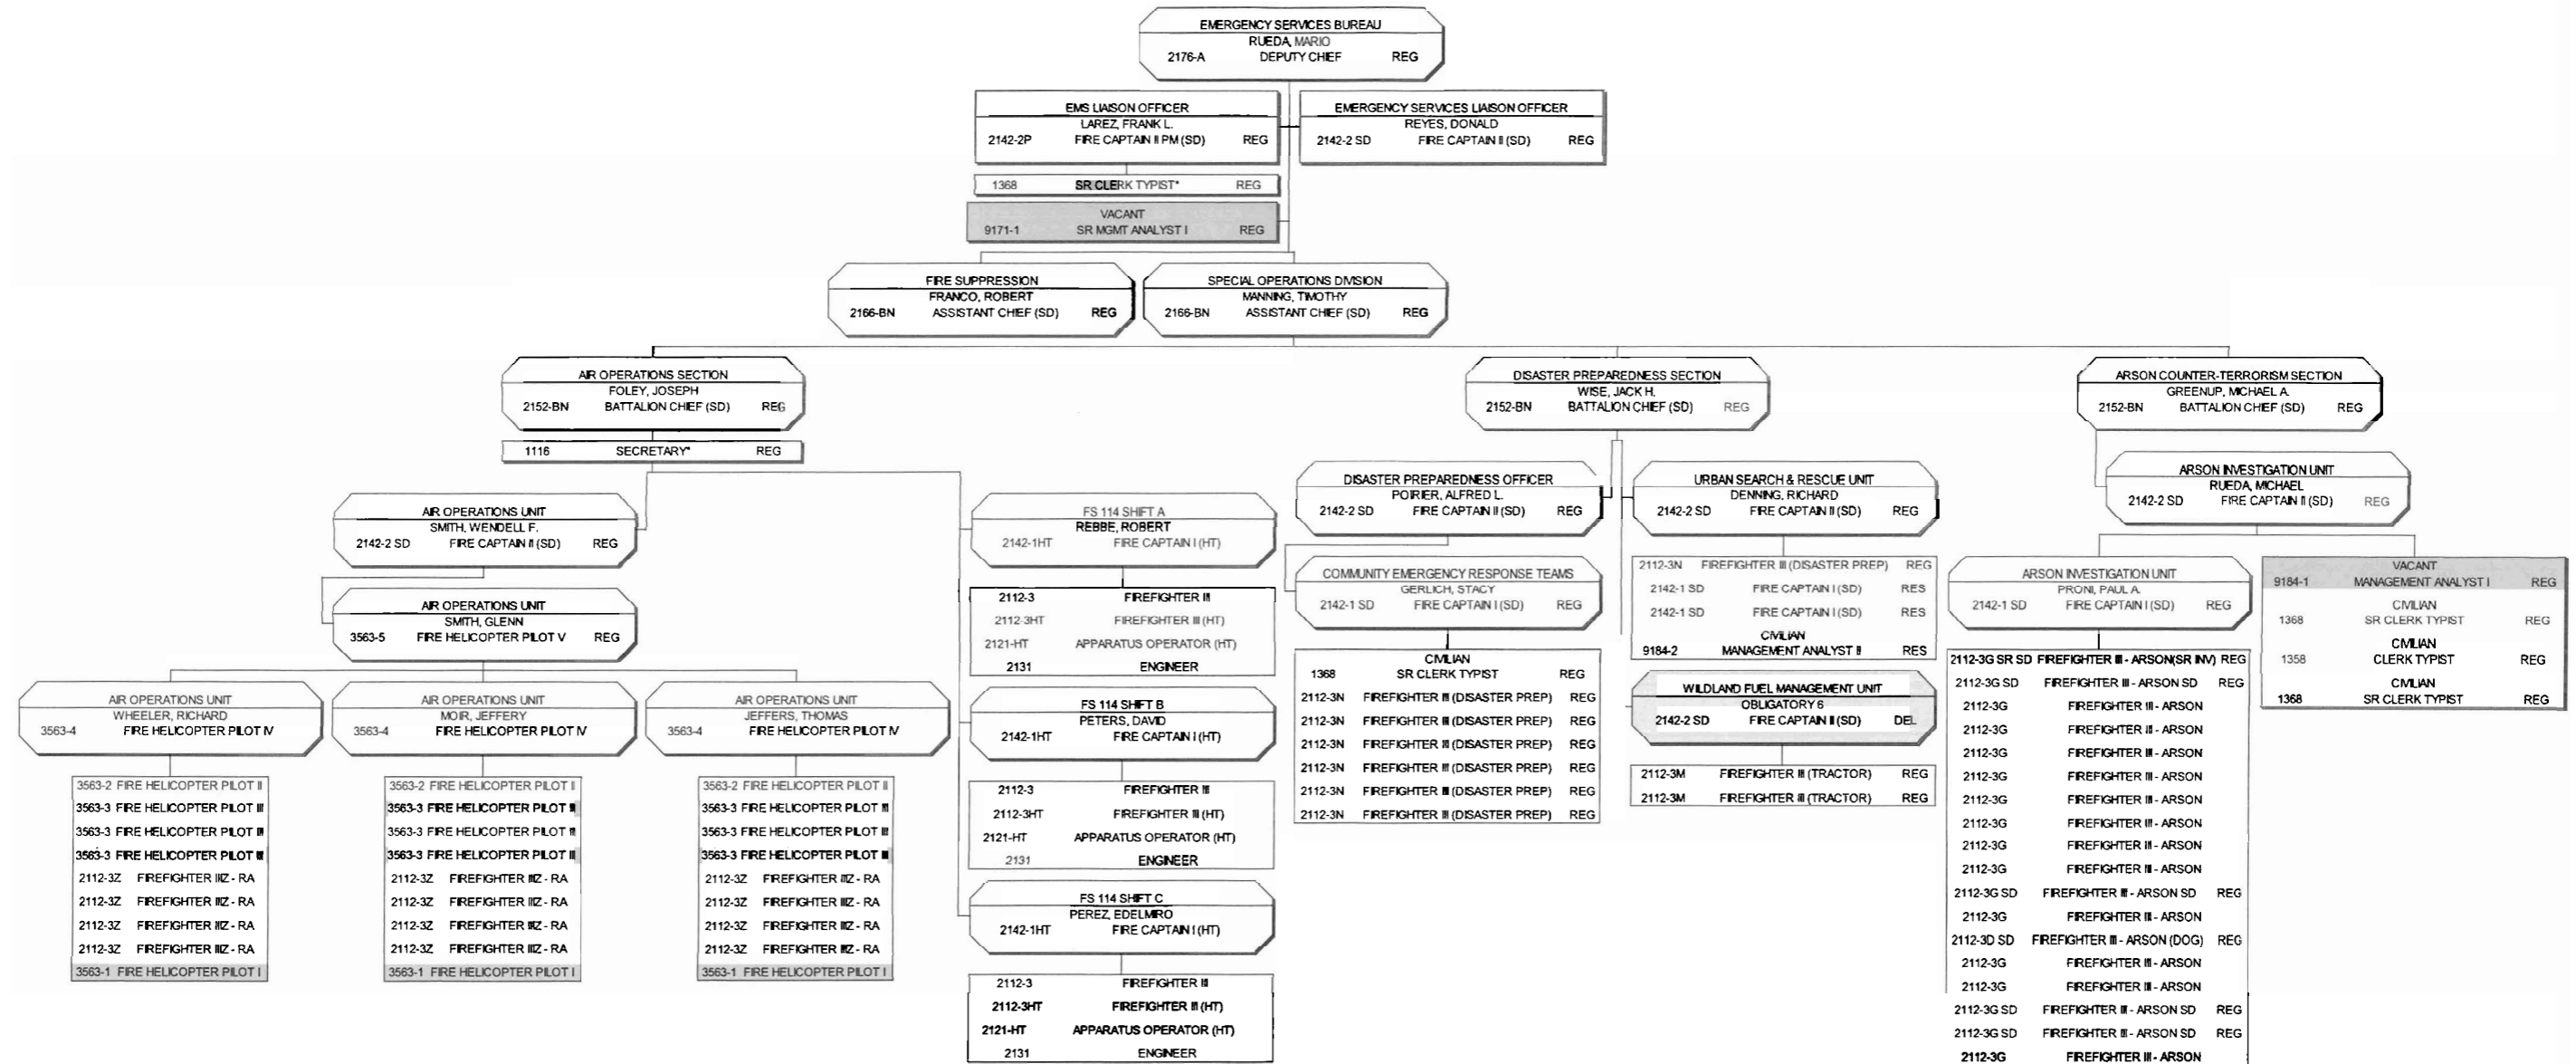 EMERGENCY SERVICES BUREAU
RUEDA, MARIO
2176-A DEPUTY CHIEF REG
EMS LIAISON OFFICER
LAREZ, FRANK L.
2142-2P FIRE CAPTAIN II PM (SD) REG
EMERGENCY SERVICES LIAISON OFFICER
REYES, DONALD
2142-2 SD FIRE CAPTAIN II (SD) REG
1368 SR CLERK TYPIST* REG
VACANT
9171-1 SR MGMT ANALYST I REG
FIRE SUPPRESSION
FRANCO, ROBERT
2166-BN ASSISTANT CHIEF (SD) REG
SPECIAL OPERATIONS DIVISION
MANNING, TIMOTHY
2166-BN ASSISTANT CHIEF (SD) REG
AIR OPERATIONS SECTION
FOLEY, JOSEPH
2152-BN BATTALION CHIEF (SD) REG
1116 SECRETARY* REG
AIR OPERATIONS UNIT
SMITH, WENDELL F.
2142-2 SD FIRE CAPTAIN II (SD) REG
AIR OPERATIONS UNIT
SMITH, GLENN
3563-5 FIRE HELICOPTER PILOT V REG
AIR OPERATIONS UNIT
WHEELER, RICHARD
3563-4 FIRE HELICOPTER PILOT IV
3563-2 FIRE HELICOPTER PILOT II
3563-3 FIRE HELICOPTER PILOT III
3563-3 FIRE HELICOPTER PILOT III
3563-3 FIRE HELICOPTER PILOT III
2112-3Z FIREFIGHTER IIIZ - RA
2112-3Z FIREFIGHTER IIIZ - RA
2112-3Z FIREFIGHTER IIIZ - RA
2112-3Z FIREFIGHTER IIIZ - RA
3563-1 FIRE HELICOPTER PILOT I
AIR OPERATIONS UNIT
MOIR, JEFFERY
3563-4 FIRE HELICOPTER PILOT IV
3563-2 FIRE HELICOPTER PILOT II
3563-3 FIRE HELICOPTER PILOT III
3563-3 FIRE HELICOPTER PILOT III
3563-3 FIRE HELICOPTER PILOT III
2112-3Z FIREFIGHTER IIIZ - RA
2112-3Z FIREFIGHTER IIIZ - RA
2112-3Z FIREFIGHTER IIIZ - RA
2112-3Z FIREFIGHTER IIIZ - RA
3563-1 FIRE HELICOPTER PILOT I
AIR OPERATIONS UNIT
JEFFERS, THOMAS
3563-4 FIRE HELICOPTER PILOT IV
3563-2 FIRE HELICOPTER PILOT II
3563-3 FIRE HELICOPTER PILOT III
3563-3 FIRE HELICOPTER PILOT III
3563-3 FIRE HELICOPTER PILOT III
2112-3Z FIREFIGHTER IIIZ - RA
2112-3Z FIREFIGHTER IIIZ - RA
2112-3Z FIREFIGHTER IIIZ - RA
2112-3Z FIREFIGHTER IIIZ - RA
3563-1 FIRE HELICOPTER PILOT I
FS 114 SHIFT A
REBBE, ROBERT
2142-1HT FIRE CAPTAIN I (HT)
2112-3 FIREFIGHTER III
2112-3HT FIREFIGHTER III (HT)
2121-HT APPARATUS OPERATOR (HT)
2131 ENGINEER
FS 114 SHIFT B
PETERS, DAVID
2142-1HT FIRE CAPTAIN I (HT)
2112-3 FIREFIGHTER III
2112-3HT FIREFIGHTER III (HT)
2121-HT APPARATUS OPERATOR (HT)
2131 ENGINEER
FS 114 SHIFT C
PEREZ, EDELMIRO
2142-1HT FIRE CAPTAIN I (HT)
2112-3 FIREFIGHTER III
2112-3HT FIREFIGHTER III (HT)
2121-HT APPARATUS OPERATOR (HT)
2131 ENGINEER
DISASTER PREPAREDNESS SECTION
WISE, JACK H.
2152-BN BATTALION CHIEF (SD) REG
DISASTER PREPAREDNESS OFFICER
POIRIER, ALFRED L.
2142-2 SD FIRE CAPTAIN II (SD) REG
COMMUNITY EMERGENCY RESPONSE TEAMS
GERLICH, STACY
2142-1 SD FIRE CAPTAIN I (SD) REG
CIVILIAN
1368 SR CLERK TYPIST REG
2112-3N FIREFIGHTER III (DISASTER PREP) REG
2112-3N FIREFIGHTER III (DISASTER PREP) REG
2112-3N FIREFIGHTER III (DISASTER PREP) REG
2112-3N FIREFIGHTER III (DISASTER PREP) REG
2112-3N FIREFIGHTER III (DISASTER PREP) REG
2112-3N FIREFIGHTER III (DISASTER PREP) REG
URBAN SEARCH & RESCUE UNIT
DENNING, RICHARD
2142-2 SD FIRE CAPTAIN II (SD) REG
2112-3N FIREFIGHTER III (DISASTER PREP) REG
2142-1 SD FIRE CAPTAIN I (SD) RES
2142-1 SD FIRE CAPTAIN I (SD) RES
CIVILIAN
9184-2 MANAGEMENT ANALYST II RES
WILDLAND FUEL MANAGEMENT UNIT
OBLIGATORY 6
2142-2 SD FIRE CAPTAIN II (SD) DEL
2112-3M FIREFIGHTER III (TRACTOR) REG
2112-3M FIREFIGHTER III (TRACTOR) REG
ARSON COUNTER-TERRORISM SECTION
GREENUP, MICHAEL A.
2152-BN BATTALION CHIEF (SD) REG
ARSON INVESTIGATION UNIT
RUEDA, MICHAEL
2142-2 SD FIRE CAPTAIN II (SD) REG
ARSON INVESTIGATION UNIT
PRONI, PAUL A.
2142-1 SD FIRE CAPTAIN I (SD) REG
2112-3G SR SD FIREFIGHTER III - ARSON(SR INV) REG
2112-3G SD FIREFIGHTER III - ARSON SD REG
2112-3G FIREFIGHTER III - ARSON
2112-3G FIREFIGHTER III - ARSON
2112-3G FIREFIGHTER III - ARSON
2112-3G FIREFIGHTER III - ARSON
2112-3G FIREFIGHTER III - ARSON
2112-3G FIREFIGHTER III - ARSON
2112-3G FIREFIGHTER III - ARSON
2112-3G FIREFIGHTER III - ARSON
2112-3G SD FIREFIGHTER III - ARSON SD REG
2112-3G FIREFIGHTER III - ARSON
2112-3D SD FIREFIGHTER III - ARSON (DOG) REG
2112-3G FIREFIGHTER III - ARSON
2112-3G FIREFIGHTER III - ARSON
2112-3G SD FIREFIGHTER III - ARSON SD REG
2112-3G SD FIREFIGHTER III - ARSON SD REG
2112-3G FIREFIGHTER III - ARSON
VACANT
9184-1 MANAGEMENT ANALYST I REG
CIVILIAN
1368 SR CLERK TYPIST REG
CIVILIAN
1358 CLERK TYPIST REG
CIVILIAN
1368 SR CLERK TYPIST REG